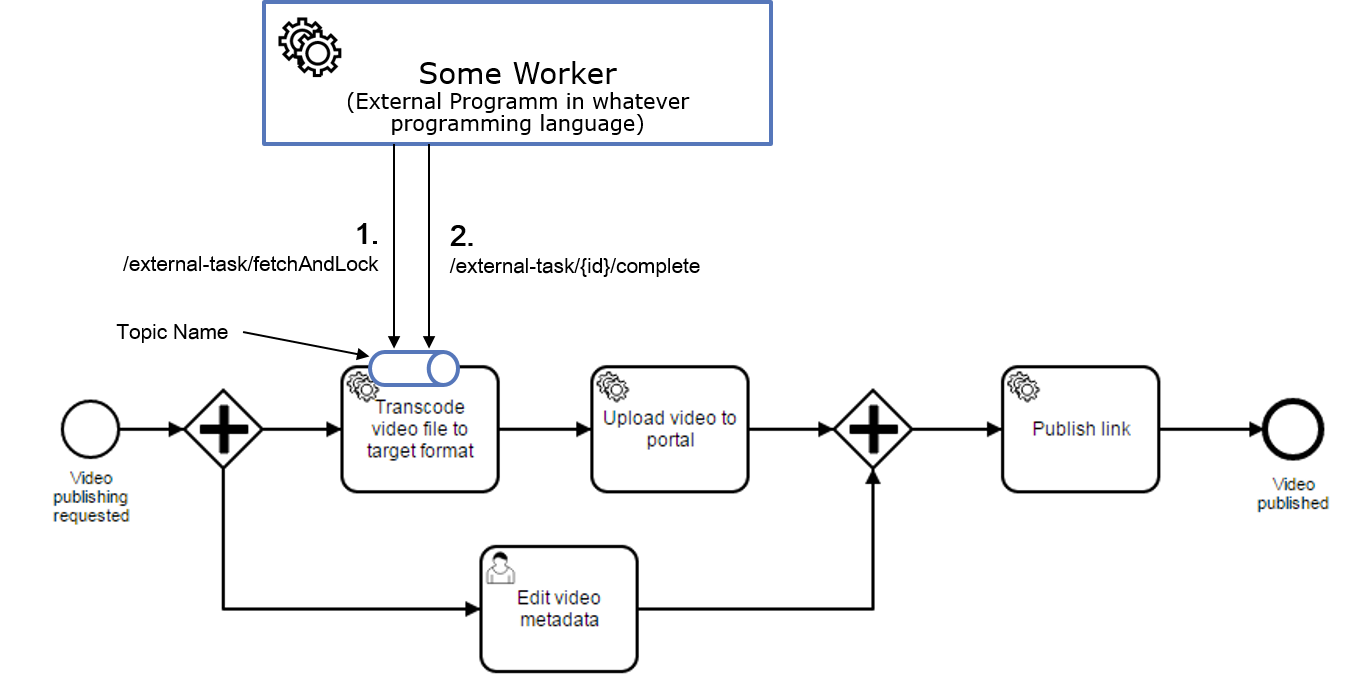 Some Worker
(External Programm in whatever
programming language)
1.
/external-task/fetchAndLock
2.
/external-task/{id}/complete
Topic Name
Video
publishing
requested
Transcode
video file to
target format
Upload video to
portal
Publish link
Video
published
Edit video
metadata